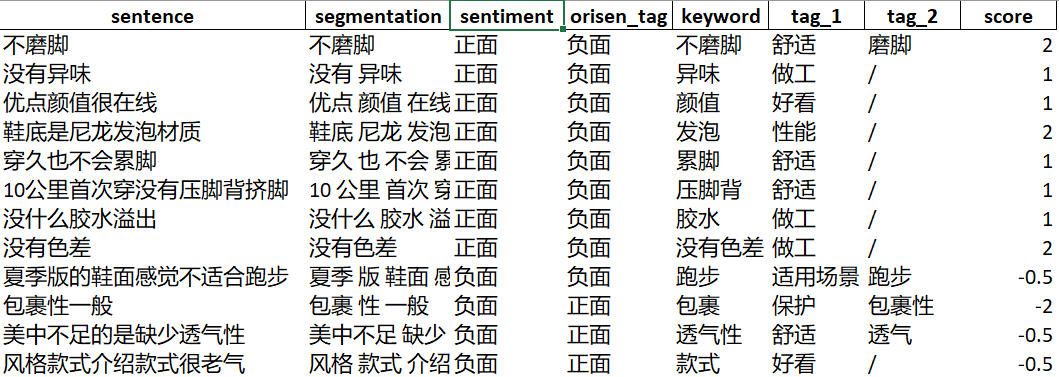 sentence segmentation sentiment orisen_tag keyword tag_1 tag_2 score
不磨脚 不磨脚 正面 负面 不磨脚 舒适 磨脚 2
没有异味 没有 异味 正面 负面 异味 做工 / 1
优点颜值很在线 优点 颜值 在线 正面 负面 颜值 好看 / 1
鞋底是尼龙发泡材质 鞋底 尼龙 发泡 正面 负面 发泡 性能 / 2
穿久也不会累脚 穿久 也 不会 累 正面 负面 累脚 舒适 / 1
10公里首次穿没有压脚背挤脚 10 公里 首次 穿 正面 负面 压脚背 舒适 / 1
没什么胶水溢出 没什么 胶水 溢 正面 负面 胶水 做工 / 1
没有色差 没有色差 正面 负面 没有色差 做工 / 2
夏季版的鞋面感觉不适合跑步 夏季 版 鞋面 感 负面 负面 跑步 适用场景 跑步 -0.5
包裹性一般 包裹 性 一般 负面 正面 包裹 保护 包裹性 -2
美中不足的是缺少透气性 美中不足 缺少 负面 正面 透气性 舒适 透气 -0.5
风格款式介绍款式很老气 风格 款式 介绍 负面 正面 款式 好看 / -0.5